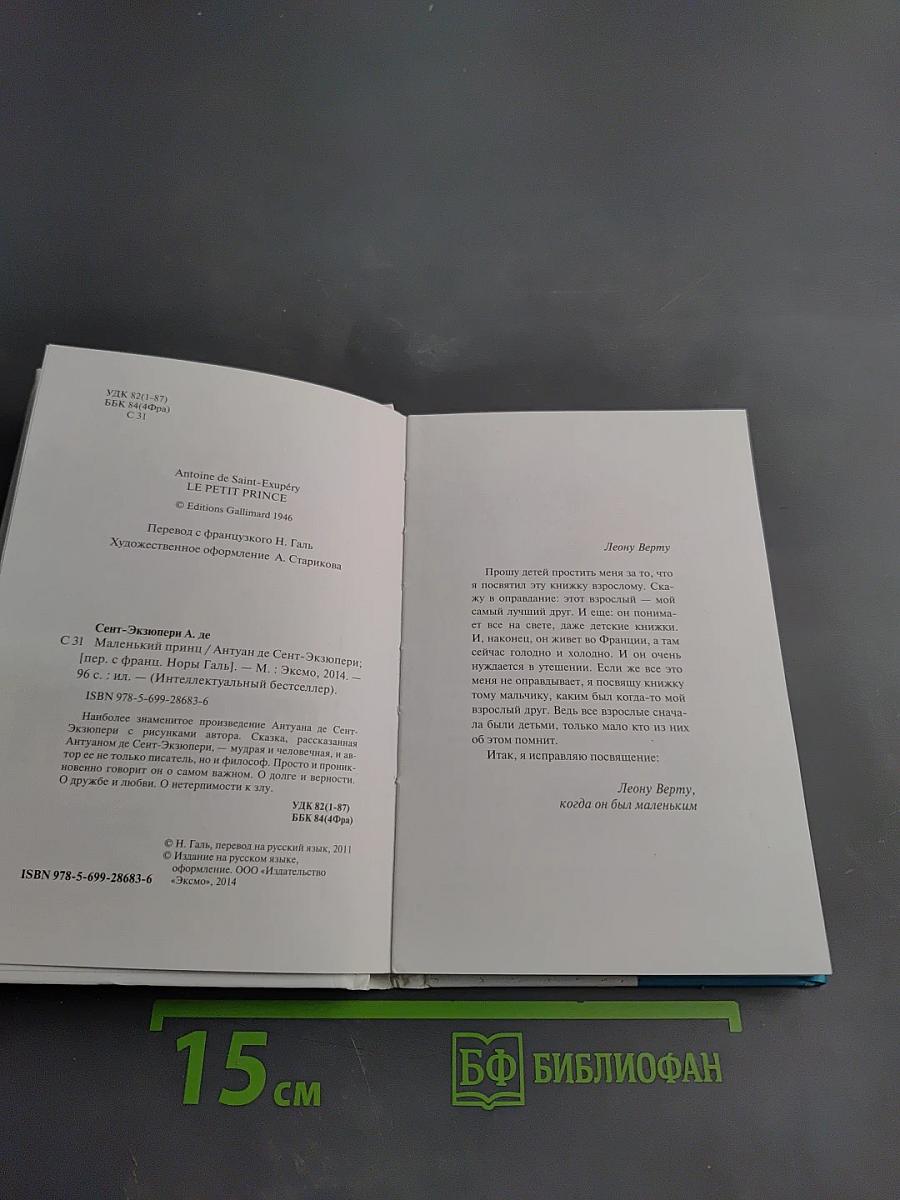 УДК 82(1-87)
ББК 84(4Фра)
С 31
Antoine de Saint-Exupéry
LE PETIT PRINCE
© Editions Gallimard 1946
Перевод с французкого Н. Галь
Художественное оформление А. Старикова
Сент-Экзюпери А. де
С 31 Маленький принц / Антуан де Сент-Экзюпери;
[пер. с франц. Норы Галь]. — М. : Эксмо, 2014. —
96 с. : ил. — (Интеллектуальный бестселлер).
ISBN 978-5-699-28683-6
Наиболее знаменитое произведение Антуана де Сент-
Экзюпери с рисунками автора. Сказка, рассказанная
Антуаном де Сент-Экзюпери, — мудрая и человечная, и ав-
тор ее не только писатель, но и философ. Просто и проник-
новенно говорит он о самом важном. О долге и верности.
О дружбе и любви. О нетерпимости к злу.
УДК 82(1-87)
ББК 84(4Фра)
© Н. Галь, перевод на русский язык, 2011
© Издание на русском языке,
оформление. ООО «Издательство
«Эксмо», 2014
ISBN 978-5-699-28683-6
Леону Верту
Прошу детей простить меня за то, что
я посвятил эту книжку взрослому. Ска-
жу в оправдание: этот взрослый — мой
самый лучший друг. И еще: он понима-
ет все на свете, даже детские книжки.
И, наконец, он живет во Франции, а там
сейчас голодно и холодно. И он очень
нуждается в утешении. Если же все это
меня не оправдывает, я посвящу книжку
тому мальчику, каким был когда-то мой
взрослый друг. Ведь все взрослые снача-
ла были детьми, только мало кто из них
об этом помнит.
Итак, я исправляю посвящение:
Леону Верту,
когда он был маленьким
15 см
БФ БИБЛИОФАН